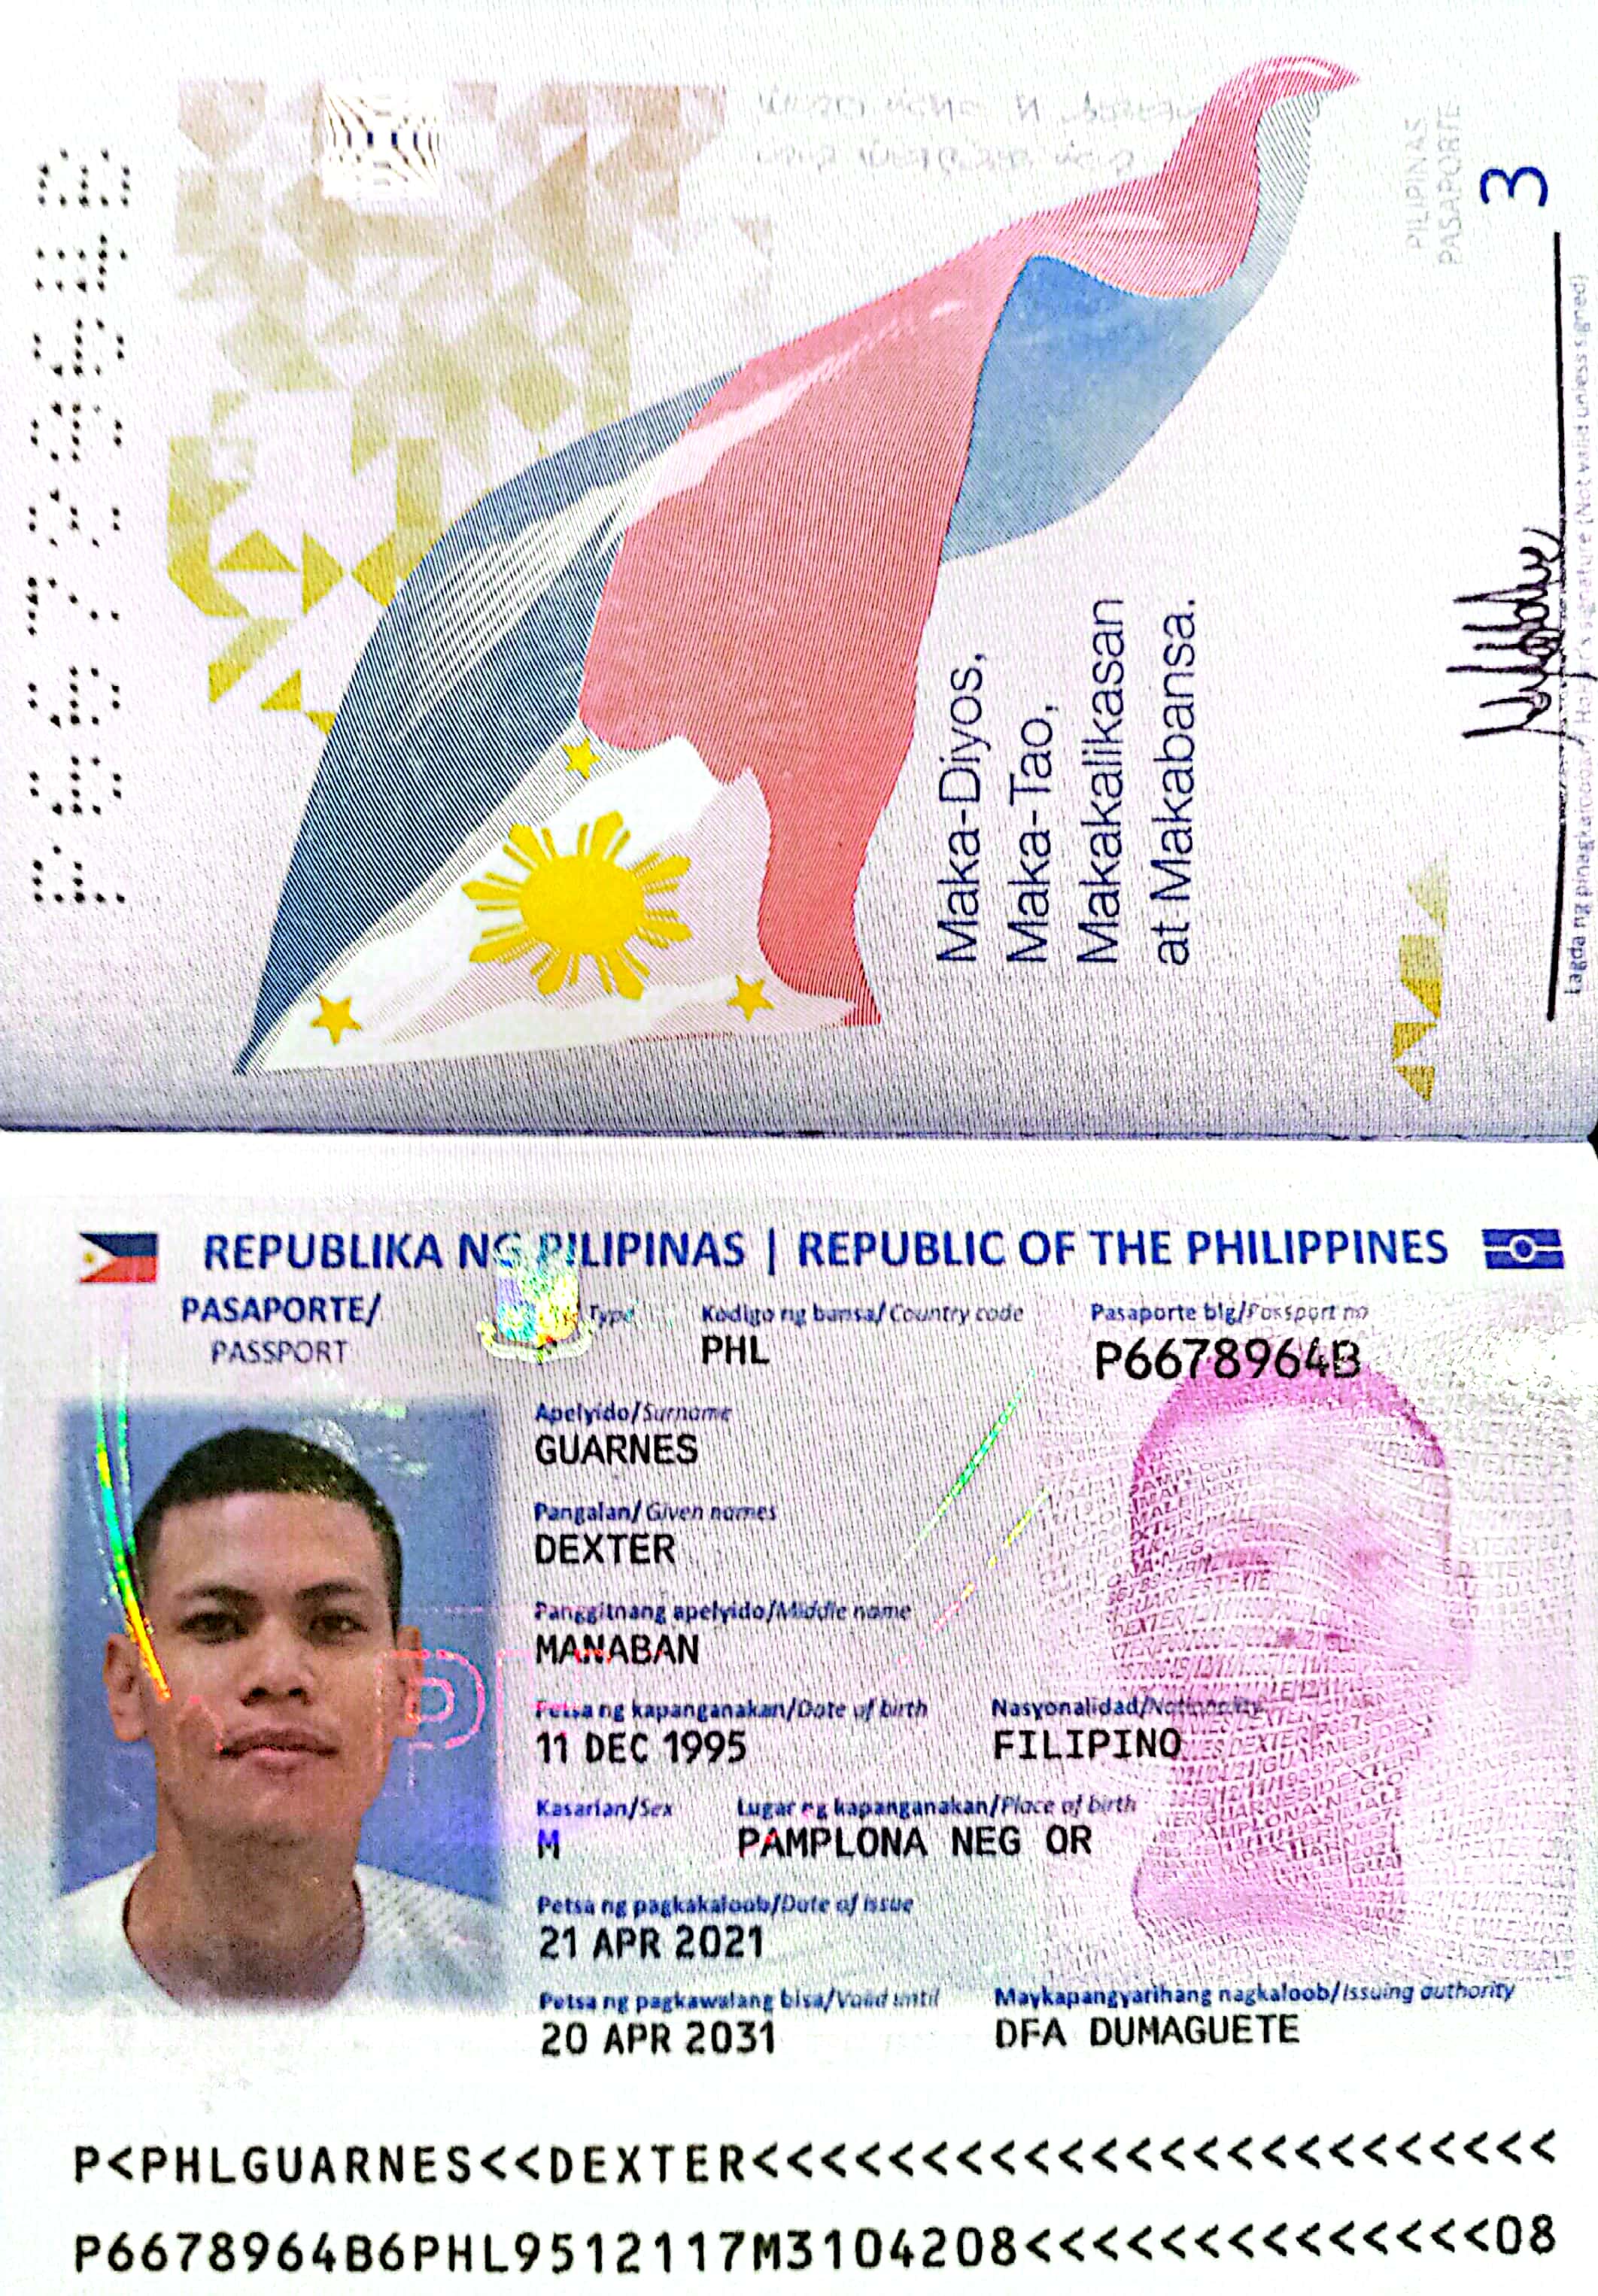 P6678964B
PILIPINAS
PASAPORTE
3
Maka-Diyos,
Maka-Tao,
Makakalikasan
at Makabansa.
Lagda ng pinagkalooban/ Holder's signature (Not valid unless signed)
REPUBLIKA NG PILIPINAS | REPUBLIC OF THE PHILIPPINES
PASAPORTE/
PASSPORT
Type
Kodigo ng bansa/Country code
Pasaporte blg/Passport no
PHL
P6678964B
Apelyido/Surname
GUARNES
Pangalan/Given names
DEXTER
Panggitnang apelyido/Middle name
MANABAN
Petsa ng kapanganakan/Date of birth
Nasyonalidad/Nationality
11 DEC 1995
FILIPINO
Kasarian/Sex
Lugar ng kapanganakan/Place of birth
M
PAMPLONA NEG OR
Petsa ng pagkakaloob/Date of issue
21 APR 2021
Petsa ng pagkawalang bisa/Valid until
Maykapangyarihang nagkaloob/Issuing authority
20 APR 2031
DFA DUMAGUETE
P<PHLGUARNES<<DEXTER<<<<<<<<<<<<<<<<<<<<<<<<
P6678964B6PHL9512117M3104208<<<<<<<<<<<<<<08